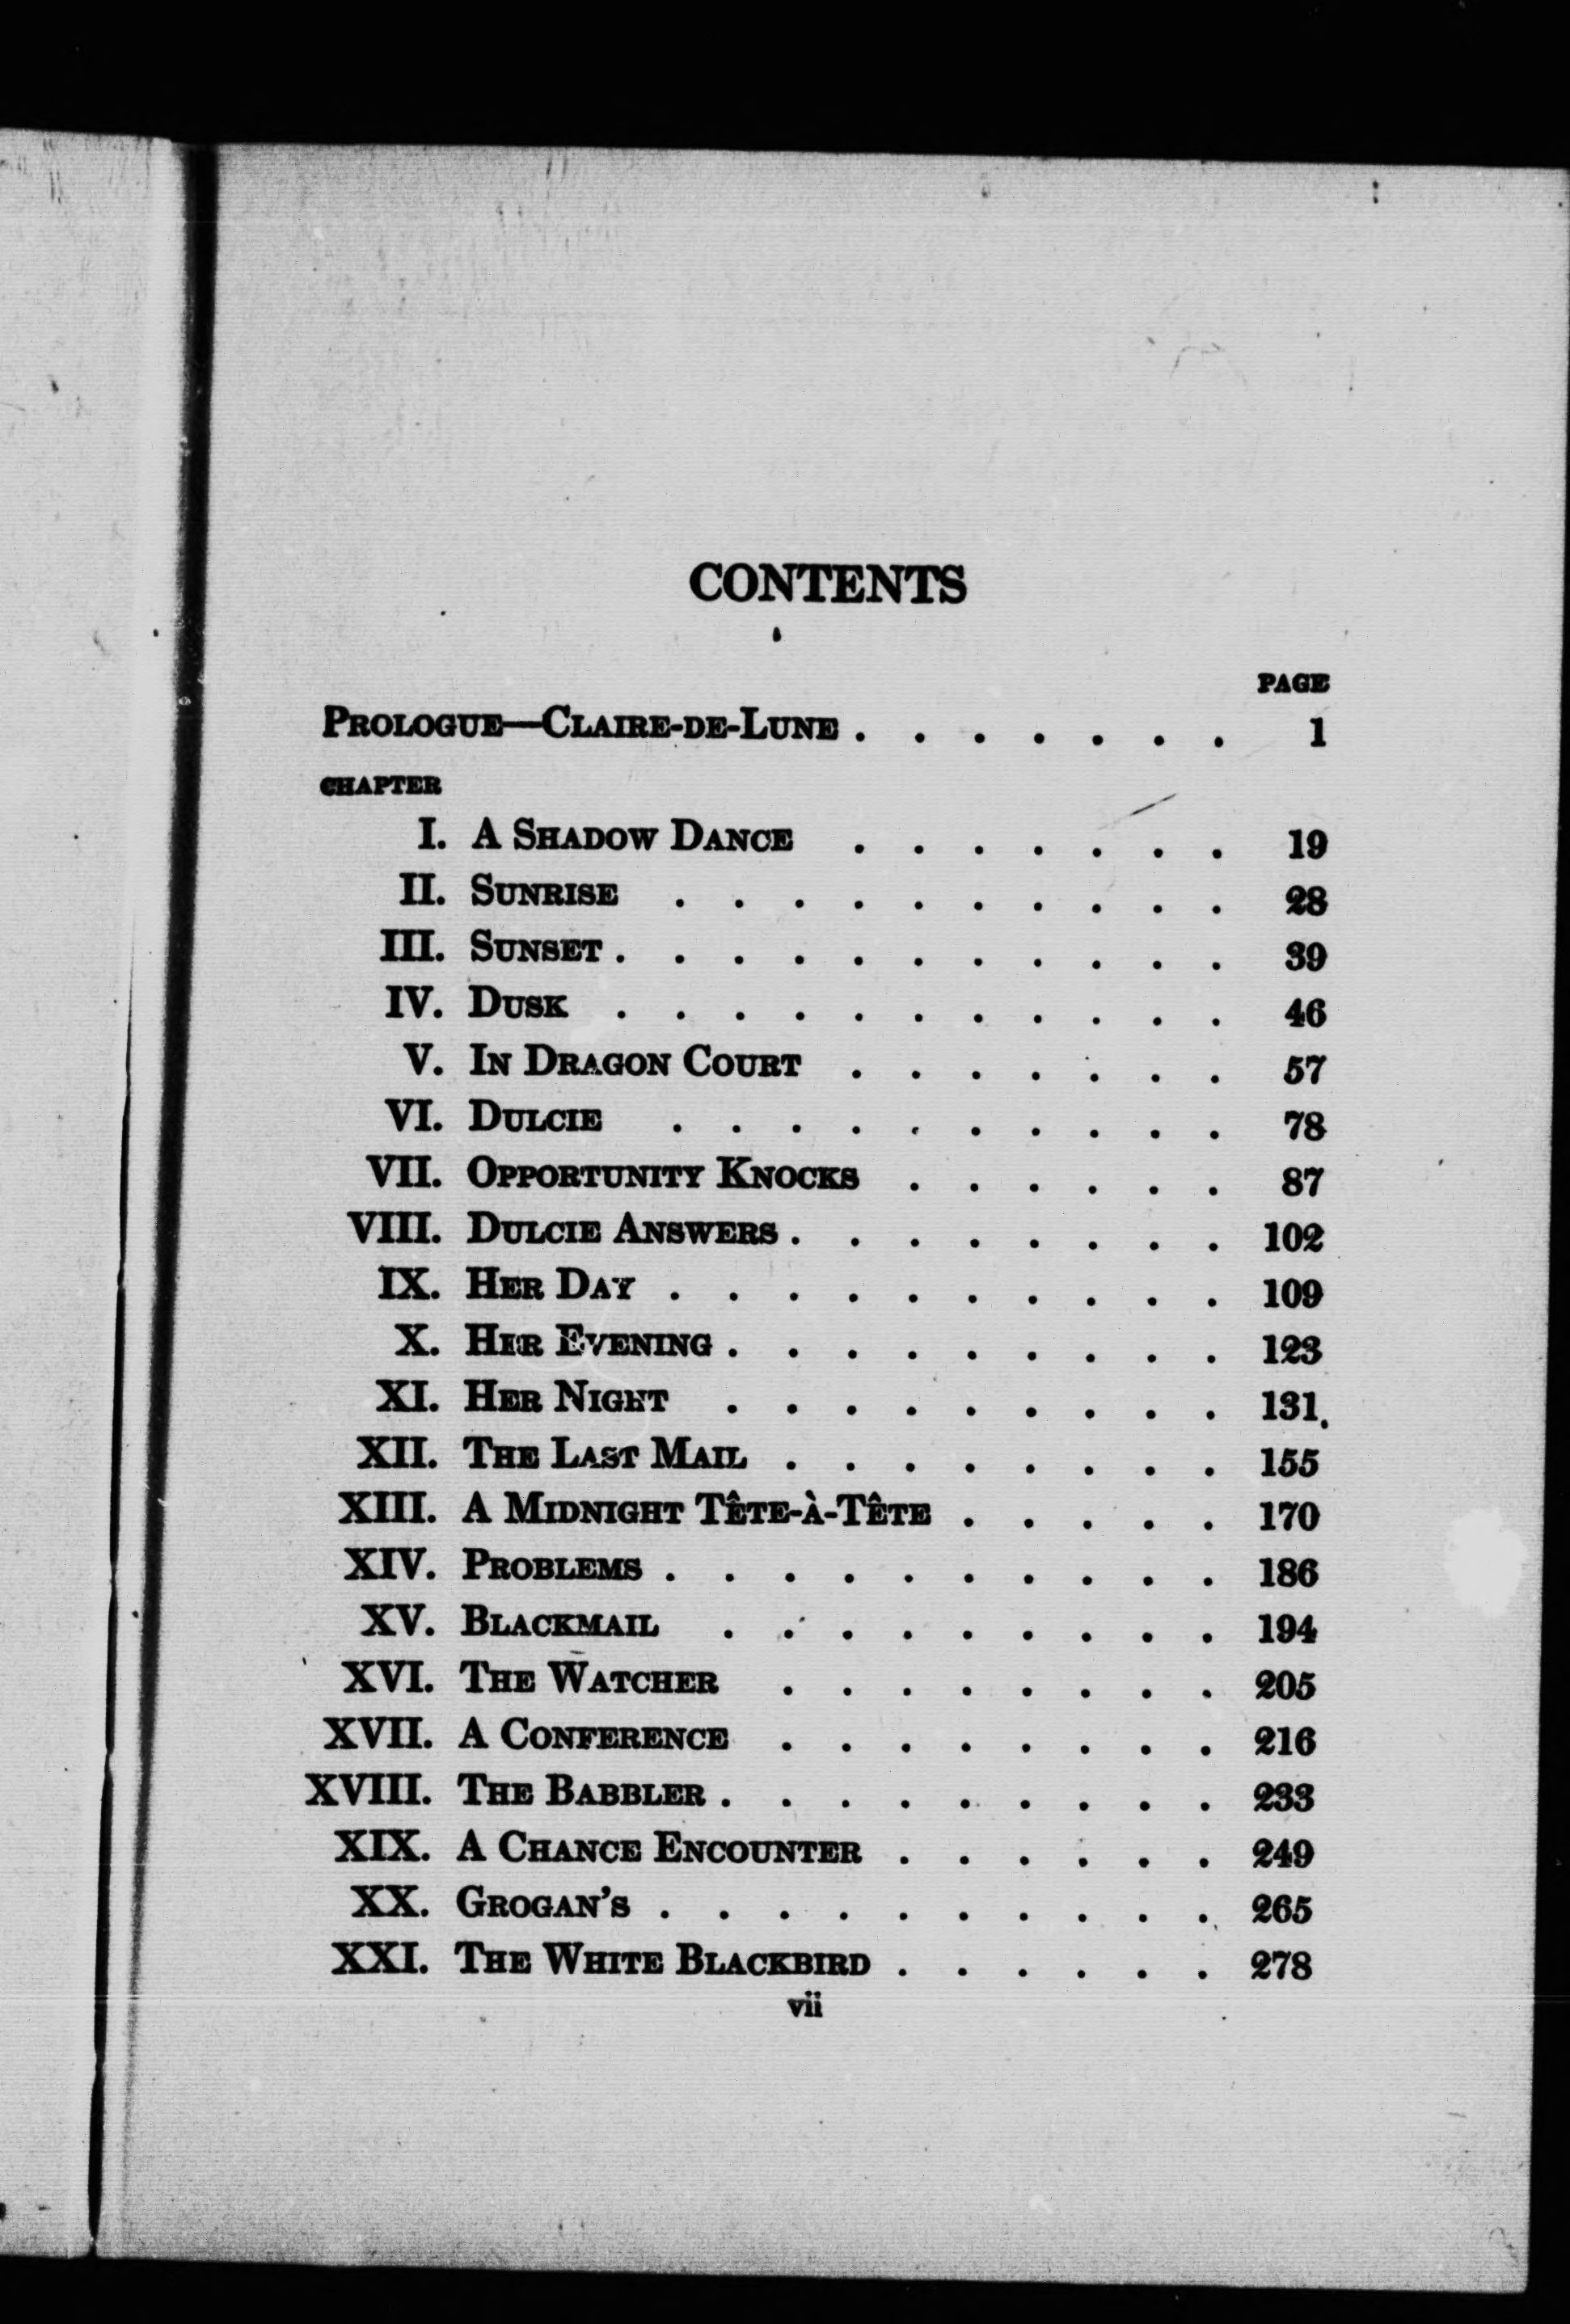 CONTENTS
PAGE
PROLOGUE—CLAIRE-DE-LUNE . . . . . . . 1
CHAPTER
I. A SHADOW DANCE . . . . . . . 19
II. SUNRISE . . . . . . . . . . 28
III. SUNSET . . . . . . . . . . . 39
IV. DUSK . . . . . . . . . . . 46
V. IN DRAGON COURT . . . . . . . 57
VI. DULCIE . . . . . . . . . . 78
VII. OPPORTUNITY KNOCKS . . . . . . 87
VIII. DULCIE ANSWERS . . . . . . . . 102
IX. HER DAY . . . . . . . . . . 109
X. HER EVENING . . . . . . . . . 123
XI. HER NIGHT . . . . . . . . . 131
XII. THE LAST MAIL . . . . . . . . 155
XIII. A MIDNIGHT TÊTE-À-TÊTE . . . . . 170
XIV. PROBLEMS . . . . . . . . . . 186
XV. BLACKMAIL . . . . . . . . . 194
XVI. THE WATCHER . . . . . . . . 205
XVII. A CONFERENCE . . . . . . . . 216
XVIII. THE BABBLER . . . . . . . . . 233
XIX. A CHANCE ENCOUNTER . . . . . . 249
XX. GROGAN'S . . . . . . . . . . 265
XXI. THE WHITE BLACKBIRD . . . . . . 278
vii